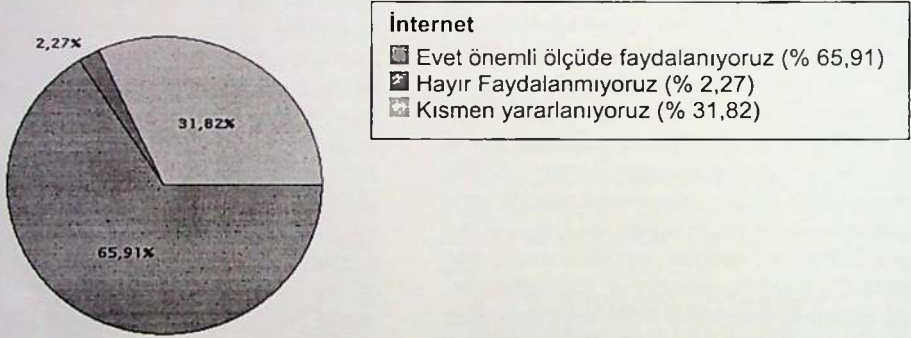 2,27%
31,82%
65,91%
İnternet
Evet önemli ölçüde faydalanıyoruz (% 65,91)
Hayır Faydalanmıyoruz (% 2,27)
Kısmen yararlanıyoruz (% 31,82)